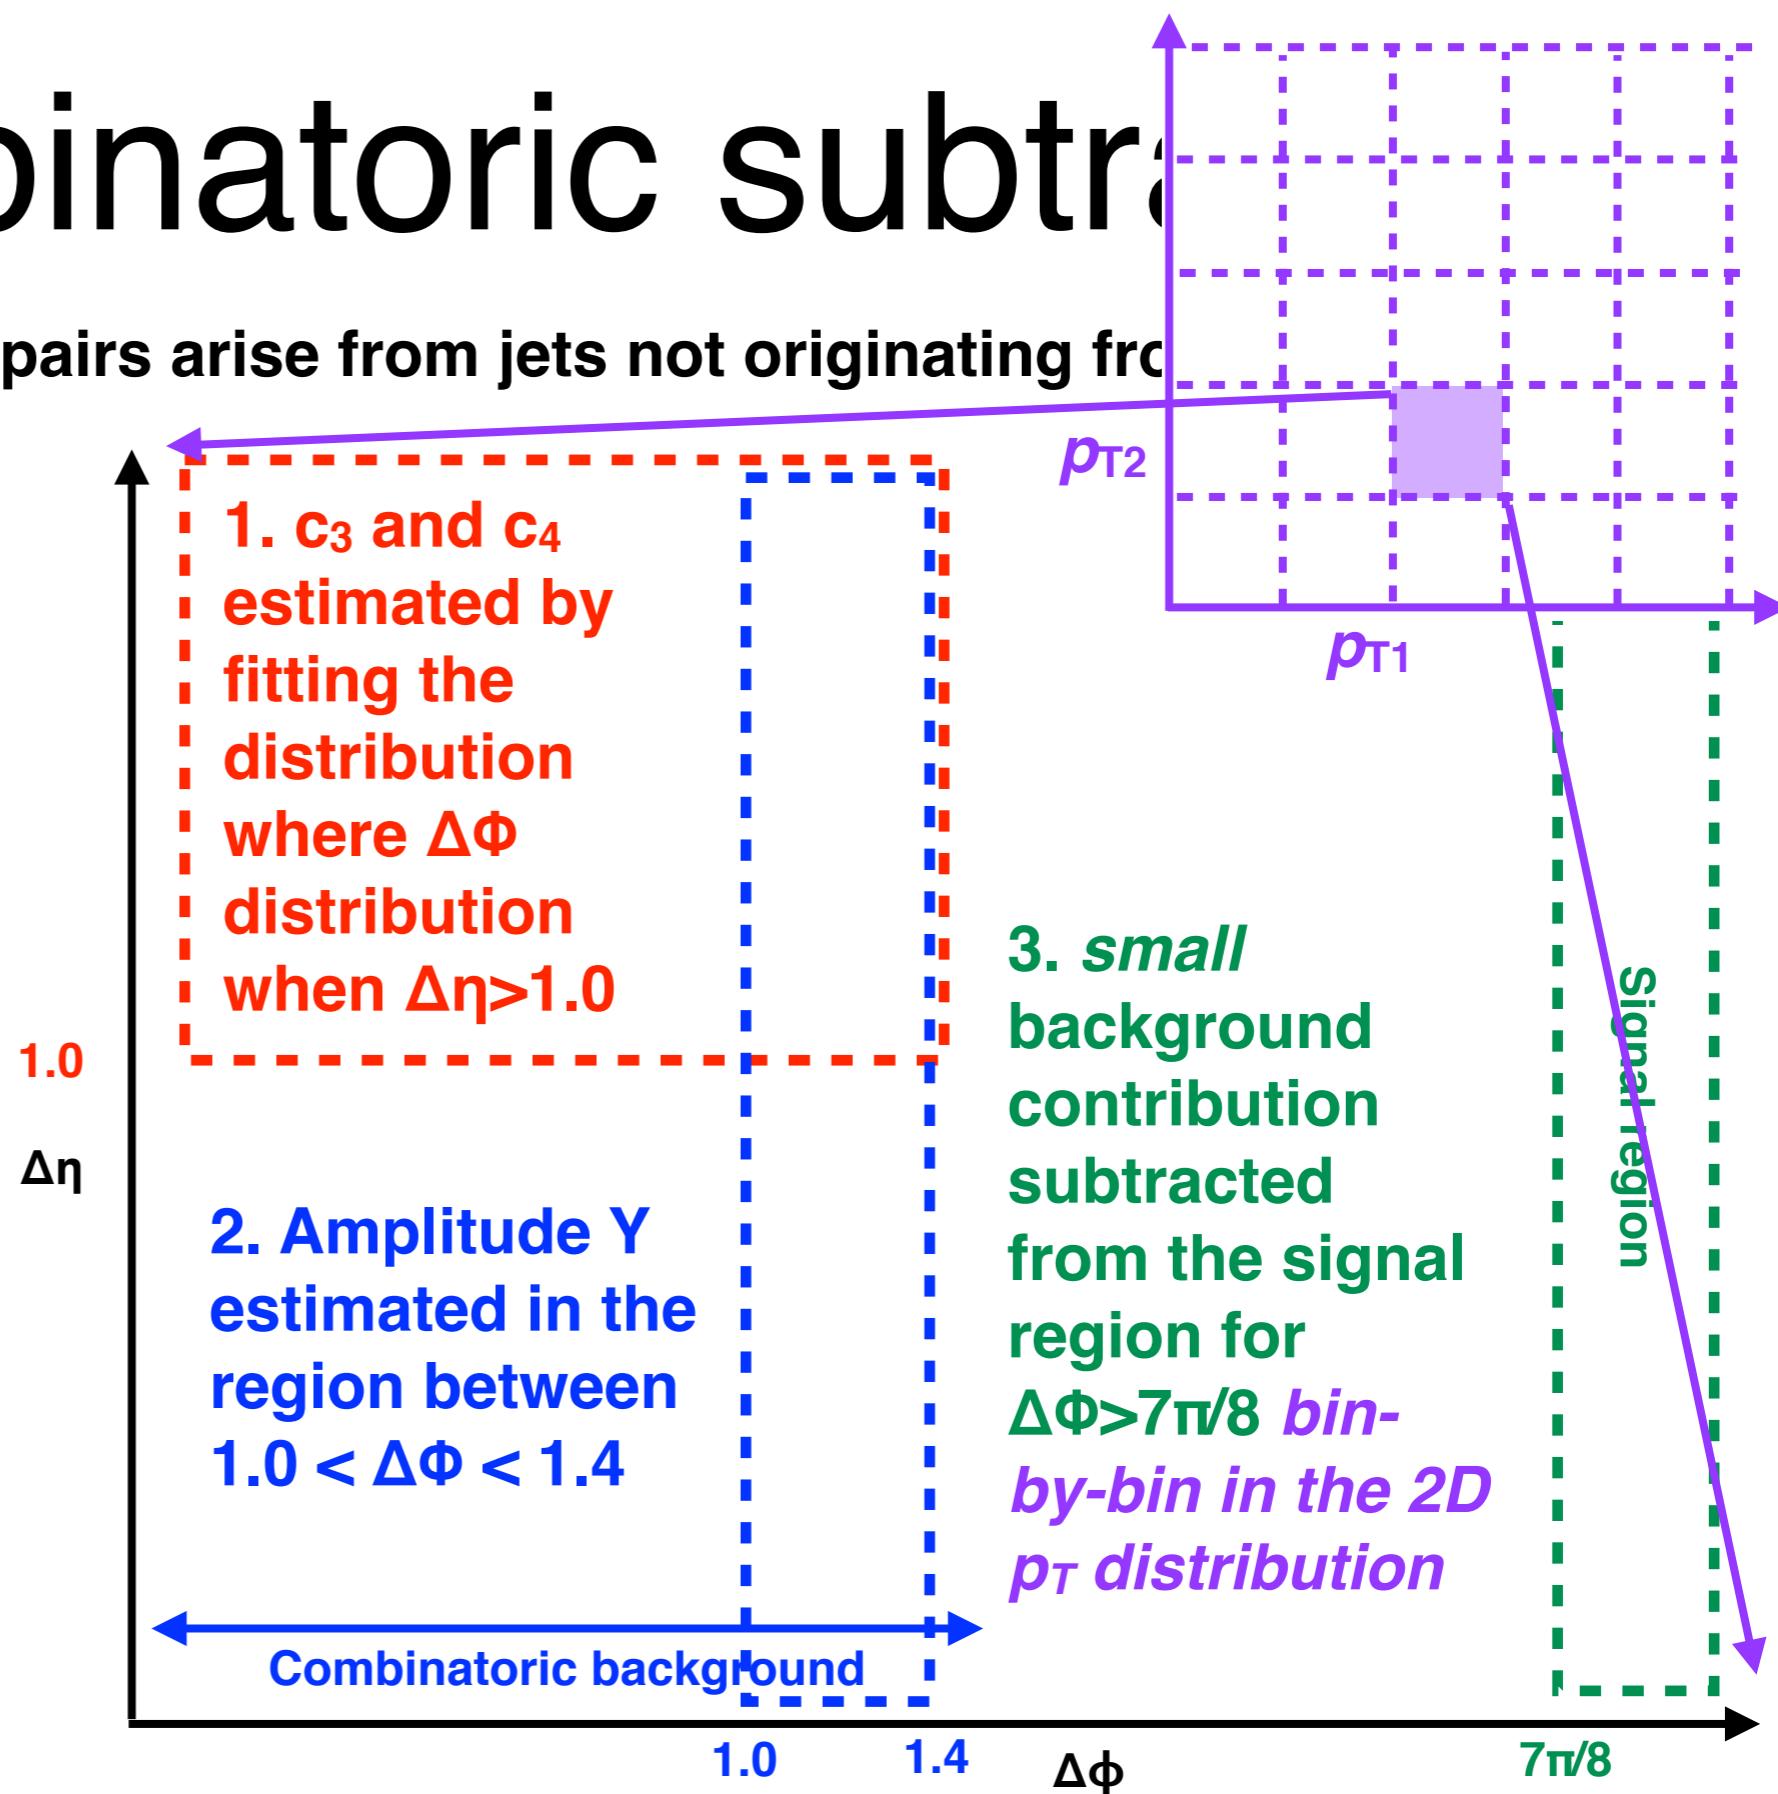 binatoric subtra
pairs arise from jets not originating fro
pT2
pT1
1. c3 and c4
estimated by
fitting the
distribution
where ΔΦ
distribution
when Δη>1.0
1.0
Δη
2. Amplitude Y
estimated in the
region between
1.0 < ΔΦ < 1.4
3. small
background
contribution
subtracted
from the signal
region for
ΔΦ>7π/8 bin-
by-bin in the 2D
pT distribution
Signal region
Combinatoric background
1.0
1.4
Δϕ
7π/8